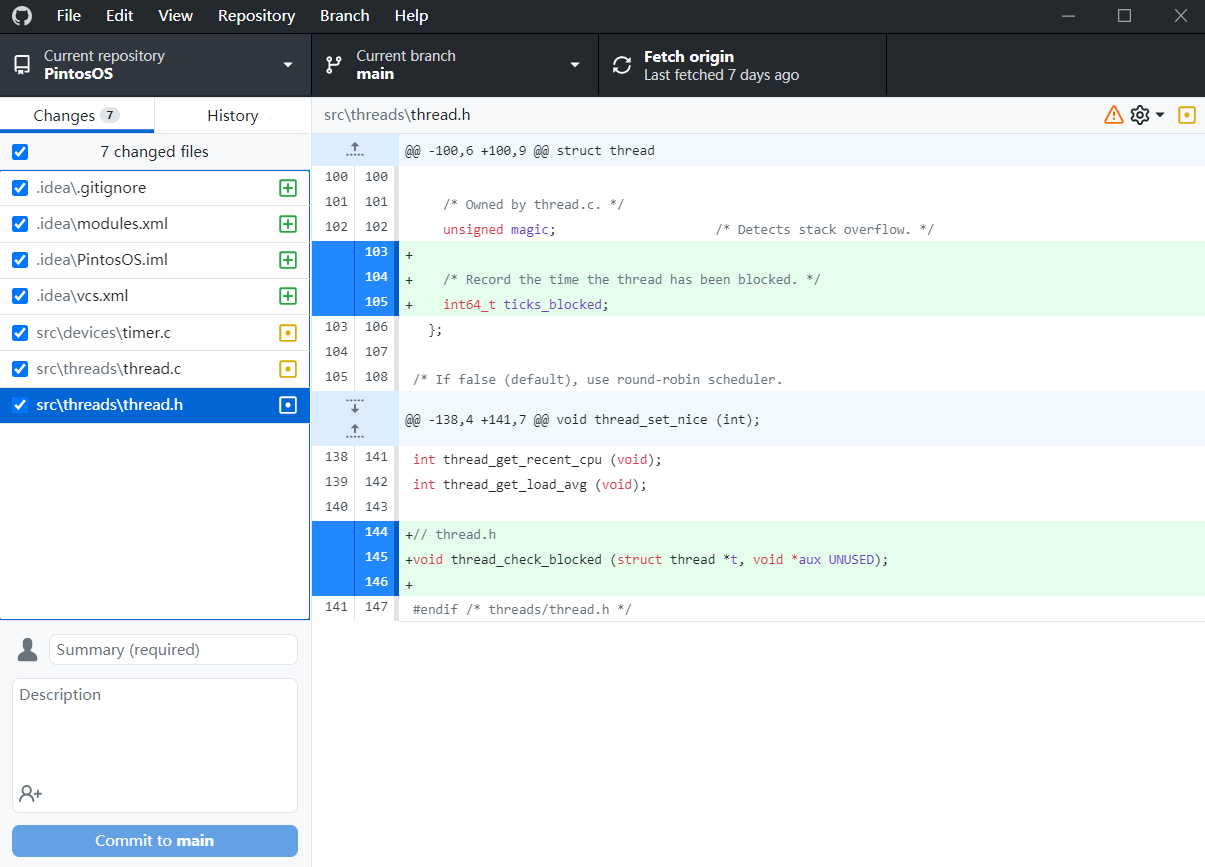 File Edit View Repository Branch Help
Current repository
PintosOS
Current branch
main
Fetch origin
Last fetched 7 days ago
Changes 7
History
7 changed files
.idea\.gitignore
.idea\modules.xml
.idea\PintosOS.iml
.idea\vcs.xml
src\devices\timer.c
src\threads\thread.c
src\threads\thread.h
Summary (required)
Description
Commit to main
src\threads\thread.h
@@ -100,6 +100,9 @@ struct thread
100 100
101 101 /* Owned by thread.c. */
102 102 unsigned magic; /* Detects stack overflow. */
103 +
104 + /* Record the time the thread has been blocked. */
105 + int64_t ticks_blocked;
103 106 };
104 107
105 108 /* If false (default), use round-robin scheduler.
@@ -138,4 +141,7 @@ void thread_set_nice (int);
138 141 int thread_get_recent_cpu (void);
139 142 int thread_get_load_avg (void);
140 143
144 +// thread.h
145 +void thread_check_blocked (struct thread *t, void *aux UNUSED);
146 +
141 147 #endif /* threads/thread.h */